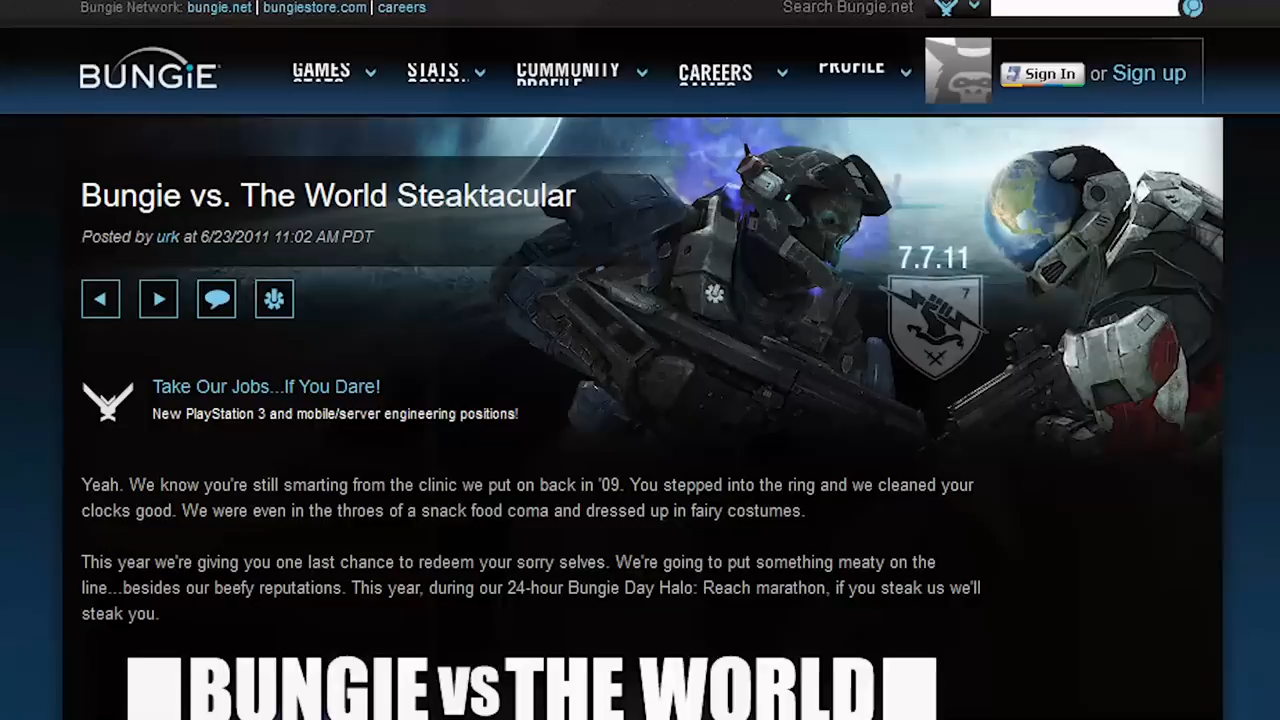 Bungie Network: bungie.net | bungiestore.com | careers
Search Bungie.net
BUNGiE GAMES STATS COMMUNITY CAREERS PROFILE Sign In or Sign up
Bungie vs. The World Steaktacular
Posted by urk at 6/23/2011 11:02 AM PDT
7.7.11
7
Take Our Jobs...If You Dare!
New PlayStation 3 and mobile/server engineering positions!
Yeah. We know you're still smarting from the clinic we put on back in '09. You stepped into the ring and we cleaned your
clocks good. We were even in the throes of a snack food coma and dressed up in fairy costumes.
This year we're giving you one last chance to redeem your sorry selves. We're going to put something meaty on the
line...besides our beefy reputations. This year, during our 24-hour Bungie Day Halo: Reach marathon, if you steak us we'll
steak you.
BUNGIE VS THE WORLD